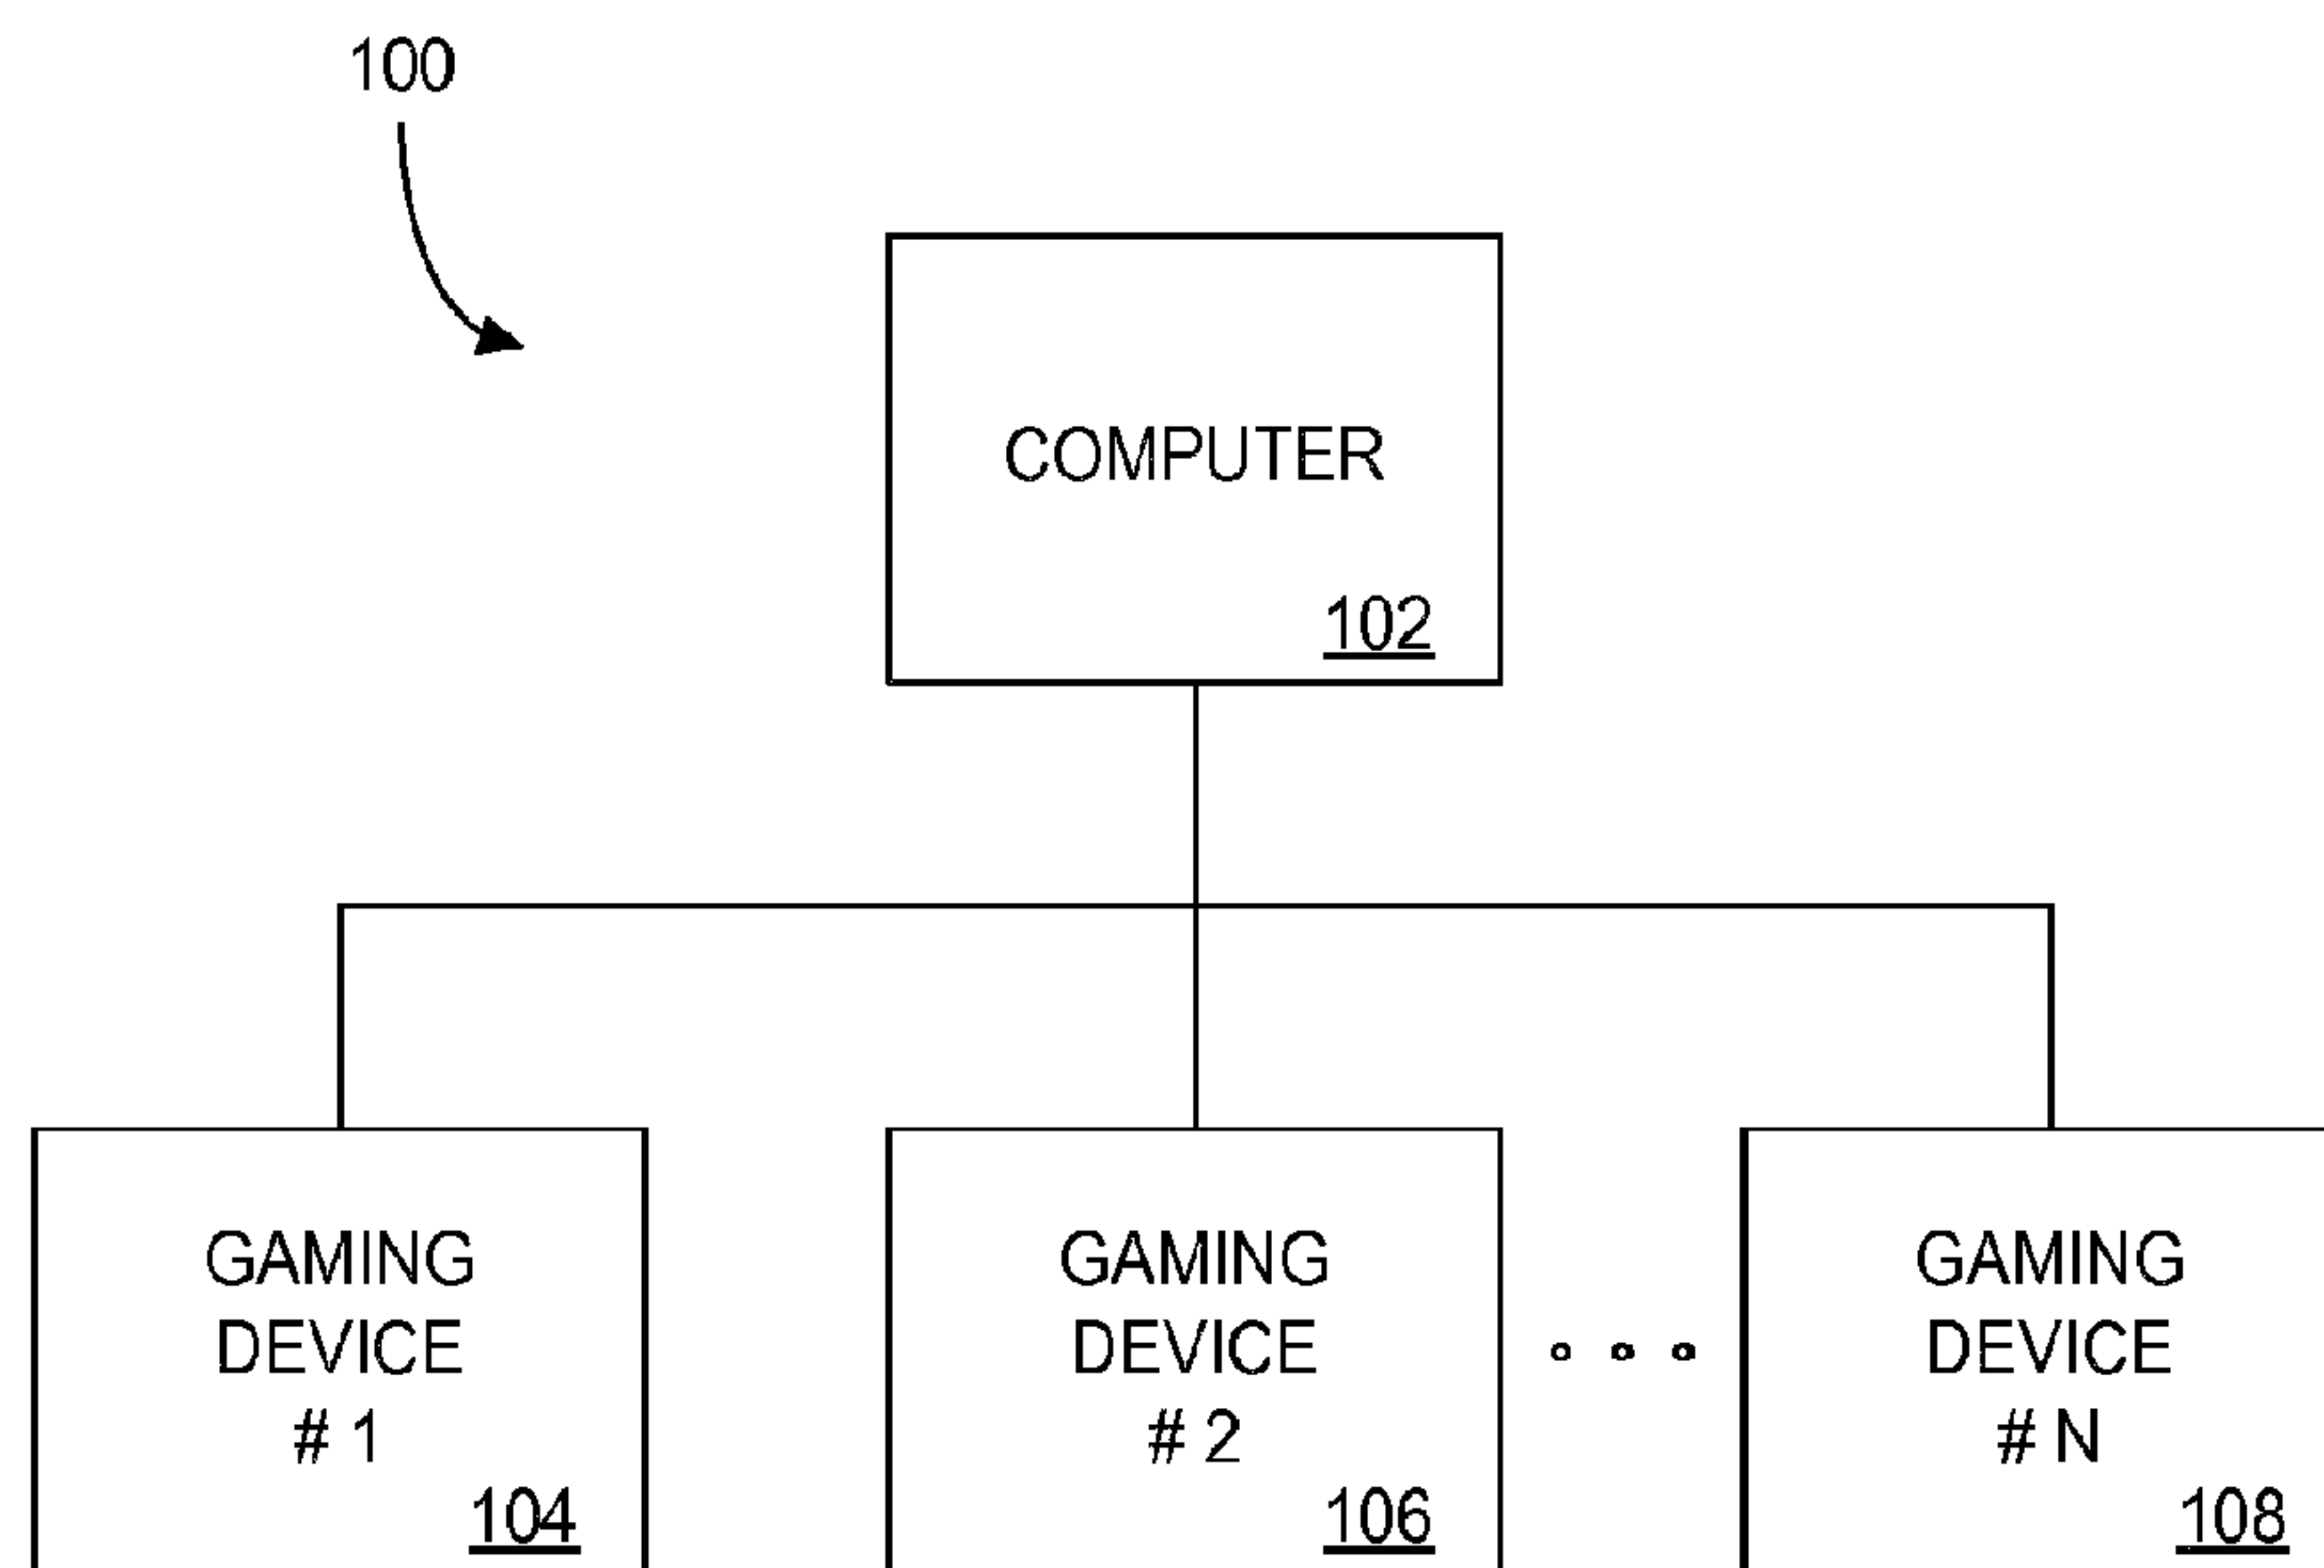 100
COMPUTER
102
GAMING
DEVICE
# 1
104
GAMING
DEVICE
# 2
106
GAMING
DEVICE
# N
108